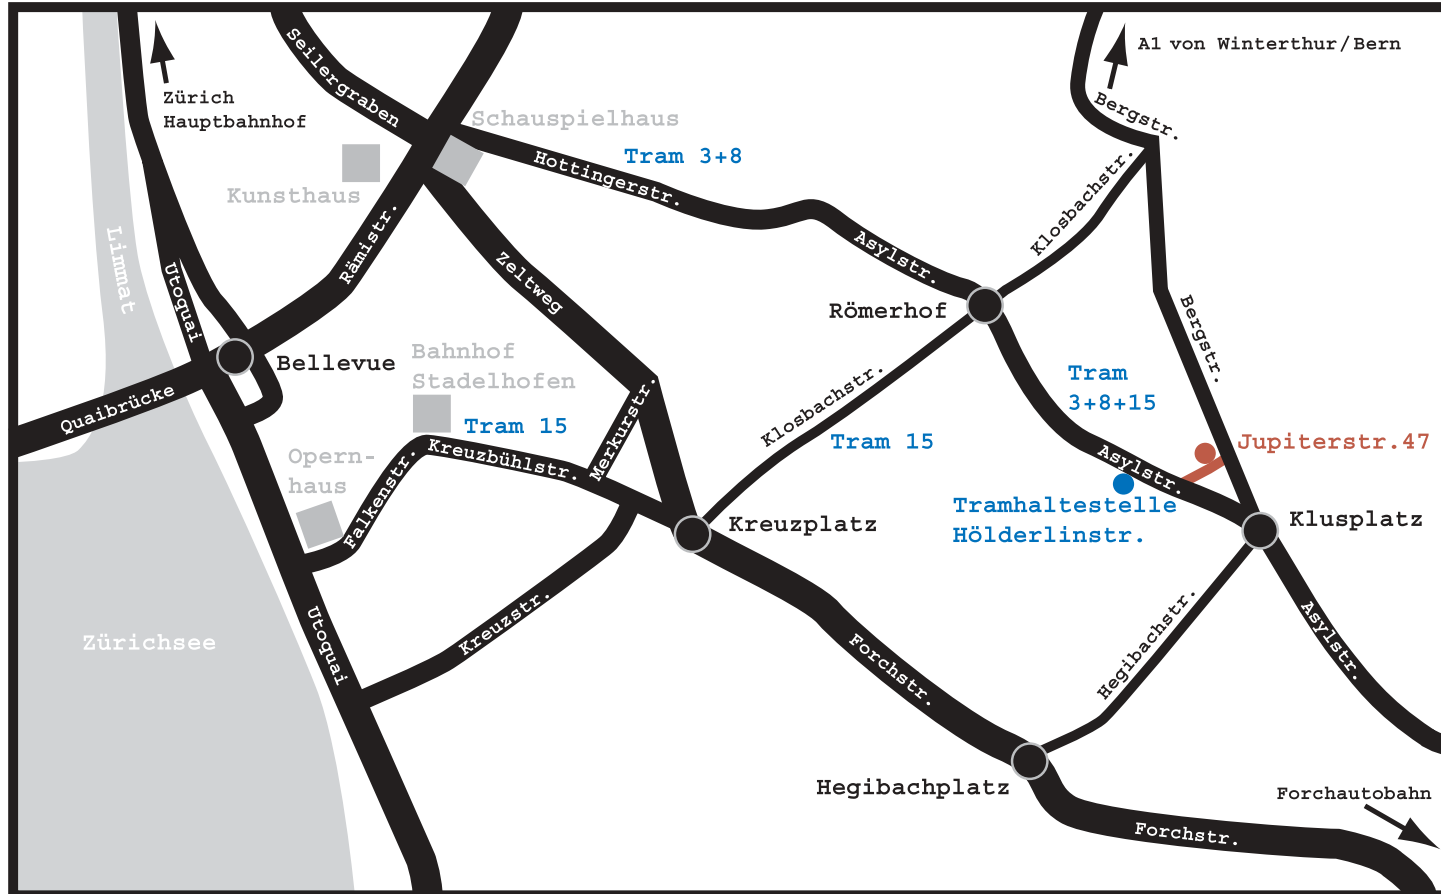 A1 von Winterthur/Bern
Seilergraben
Zürich
Hauptbahnhof
Bergstr.
Schauspielhaus
Tram 3+8
Hottingerstr.
Kunsthaus
Klosbachstr.
Limmat
Utoquai
Rämistr.
Zeltweg
Asylstr.
Römerhof
Bergstr.
Bellevue
Bahnhof
Stadelhofen
Quaibrücke
Tram 15
Merkurstr.
Klosbachstr.
Tram 15
Tram
3+8+15
Jupiterstr.47
Opern-
haus
Falkenstr.
Kreuzbühlstr.
Asylstr.
Tramhaltestelle
Hölderlinstr.
Kreuzplatz
Klusplatz
Zürichsee
Utoquai
Kreuzstr.
Forchstr.
Hegibachstr.
Asylstr.
Hegibachplatz
Forchautobahn
Forchstr.